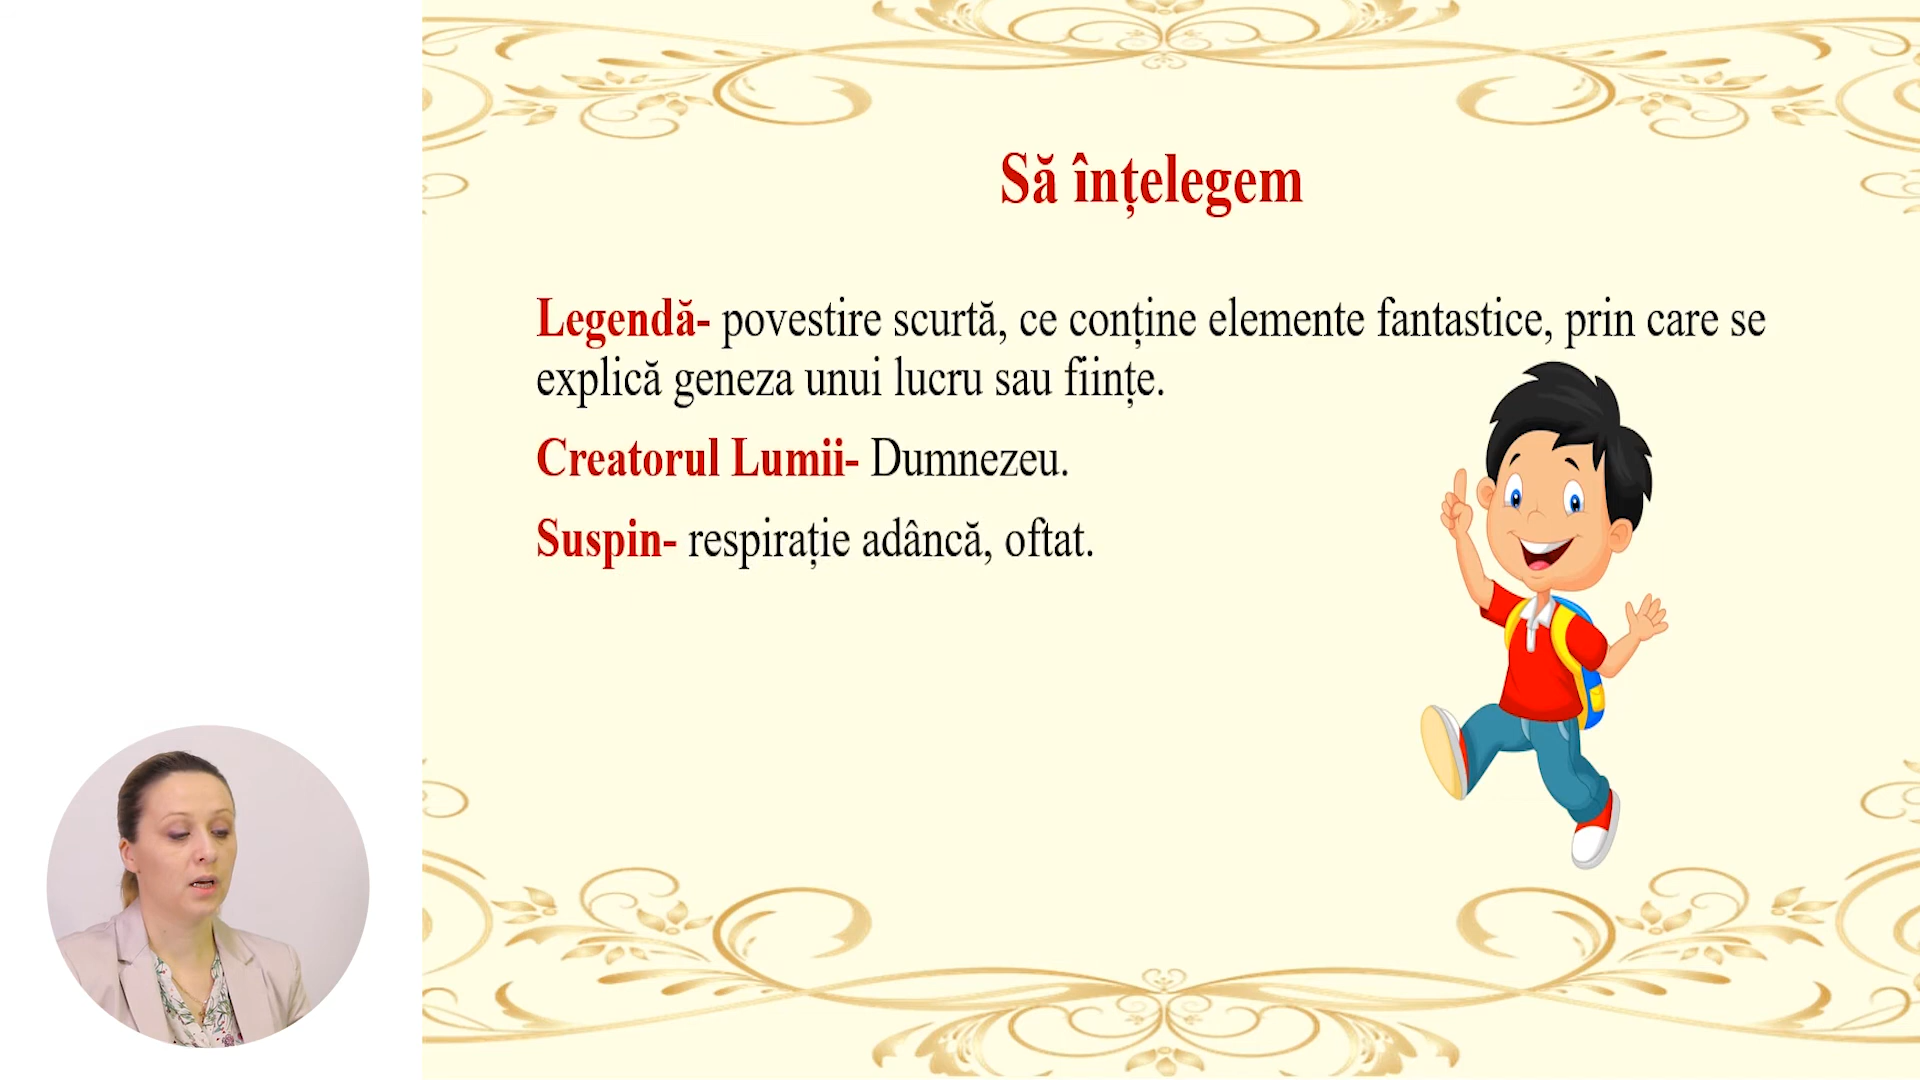 Să înțelegem
Legendă- povestire scurtă, ce conține elemente fantastice, prin care se
explică geneza unui lucru sau ființe.
Creatorul Lumii- Dumnezeu.
Suspin- respirație adâncă, oftat.